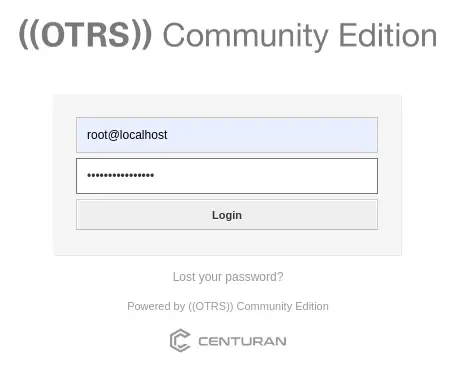 ((OTRS)) Community Edition
root@localhost
••••••••••••••••
Login
Lost your password?
Powered by ((OTRS)) Community Edition
CENTURAN